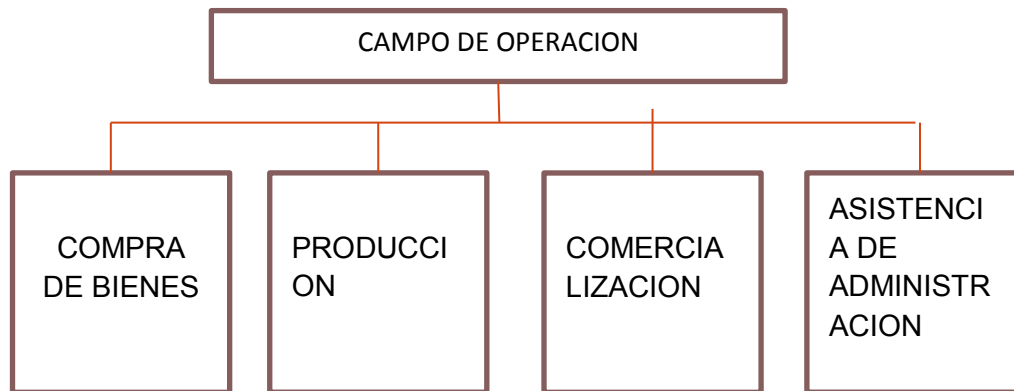 CAMPO DE OPERACION
COMPRA
DE BIENES
PRODUCCI
ON
COMERCIA
LIZACION
ASISTENCI
A DE
ADMINISTR
ACION